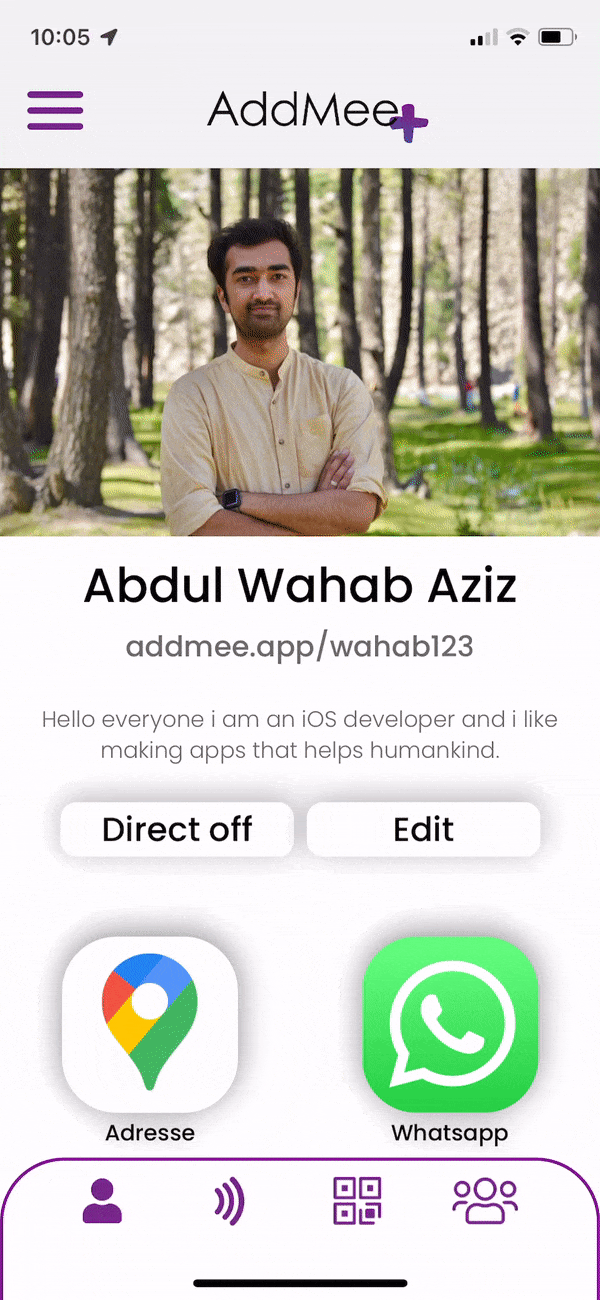 10:05
AddMee
Abdul Wahab Aziz
addmee.app/wahab123
Hello everyone i am an iOS developer and i like
making apps that helps humankind.
Direct off
Edit
Adresse
Whatsapp